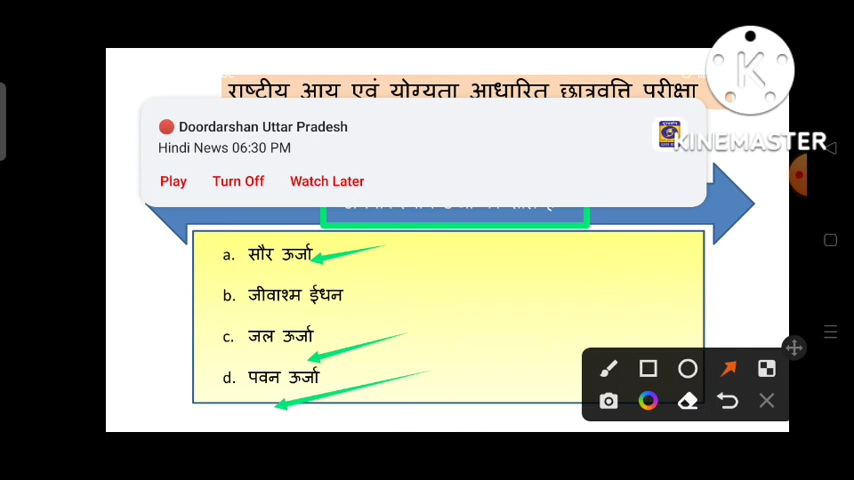 राष्ट्रीय आय एवं योग्यता आधारित छात्रवृत्ति परीक्षा
Doordarshan Uttar Pradesh
Hindi News 06:30 PM
Play Turn Off Watch Later
K
KINEMASTER
a. सौर ऊर्जा
b. जीवाश्म ईधन
c. जल ऊर्जा
d. पवन ऊर्जा